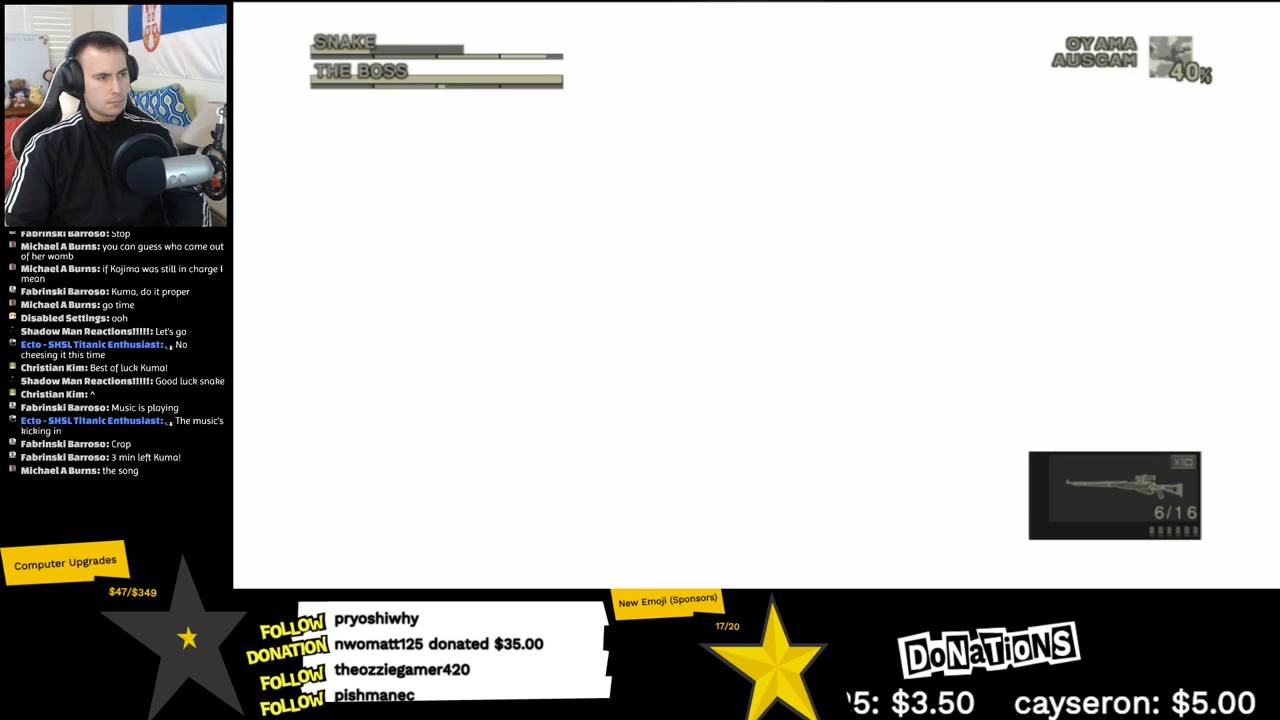 SNAKE
THE BOSS
OYAMA
AUSCAM
40%
Fabrinski Barroso: Stop
Michael A Burns: you can guess who came out
of her womb
Michael A Burns: if Kojima was still in charge I
mean
Fabrinski Barroso: Kuma, do it proper
Michael A Burns: go time
Disabled Settings: ooh
Shadow Man Reactions!!!!!: Let's go
Ecto - SHSL Titanic Enthusiast: No
cheesing it this time
Christian Kim: Best of luck Kuma!
Shadow Man Reactions!!!!!: Good luck snake
Christian Kim: ^
Fabrinski Barroso: Music is playing
Ecto - SHSL Titanic Enthusiast: The music's
kicking in
Fabrinski Barroso: Crap
Fabrinski Barroso: 3 min left Kuma!
Michael A Burns: the song
X10
6/16
Computer Upgrades
$47/$349
FOLLOW pryoshiwhy
DONATION nwomatt125 donated $35.00
FOLLOW theozziegamer420
FOLLOW pishmanec
New Emoji (Sponsors)
17/20
DONATIONS
5: $3.50 cayseron: $5.00